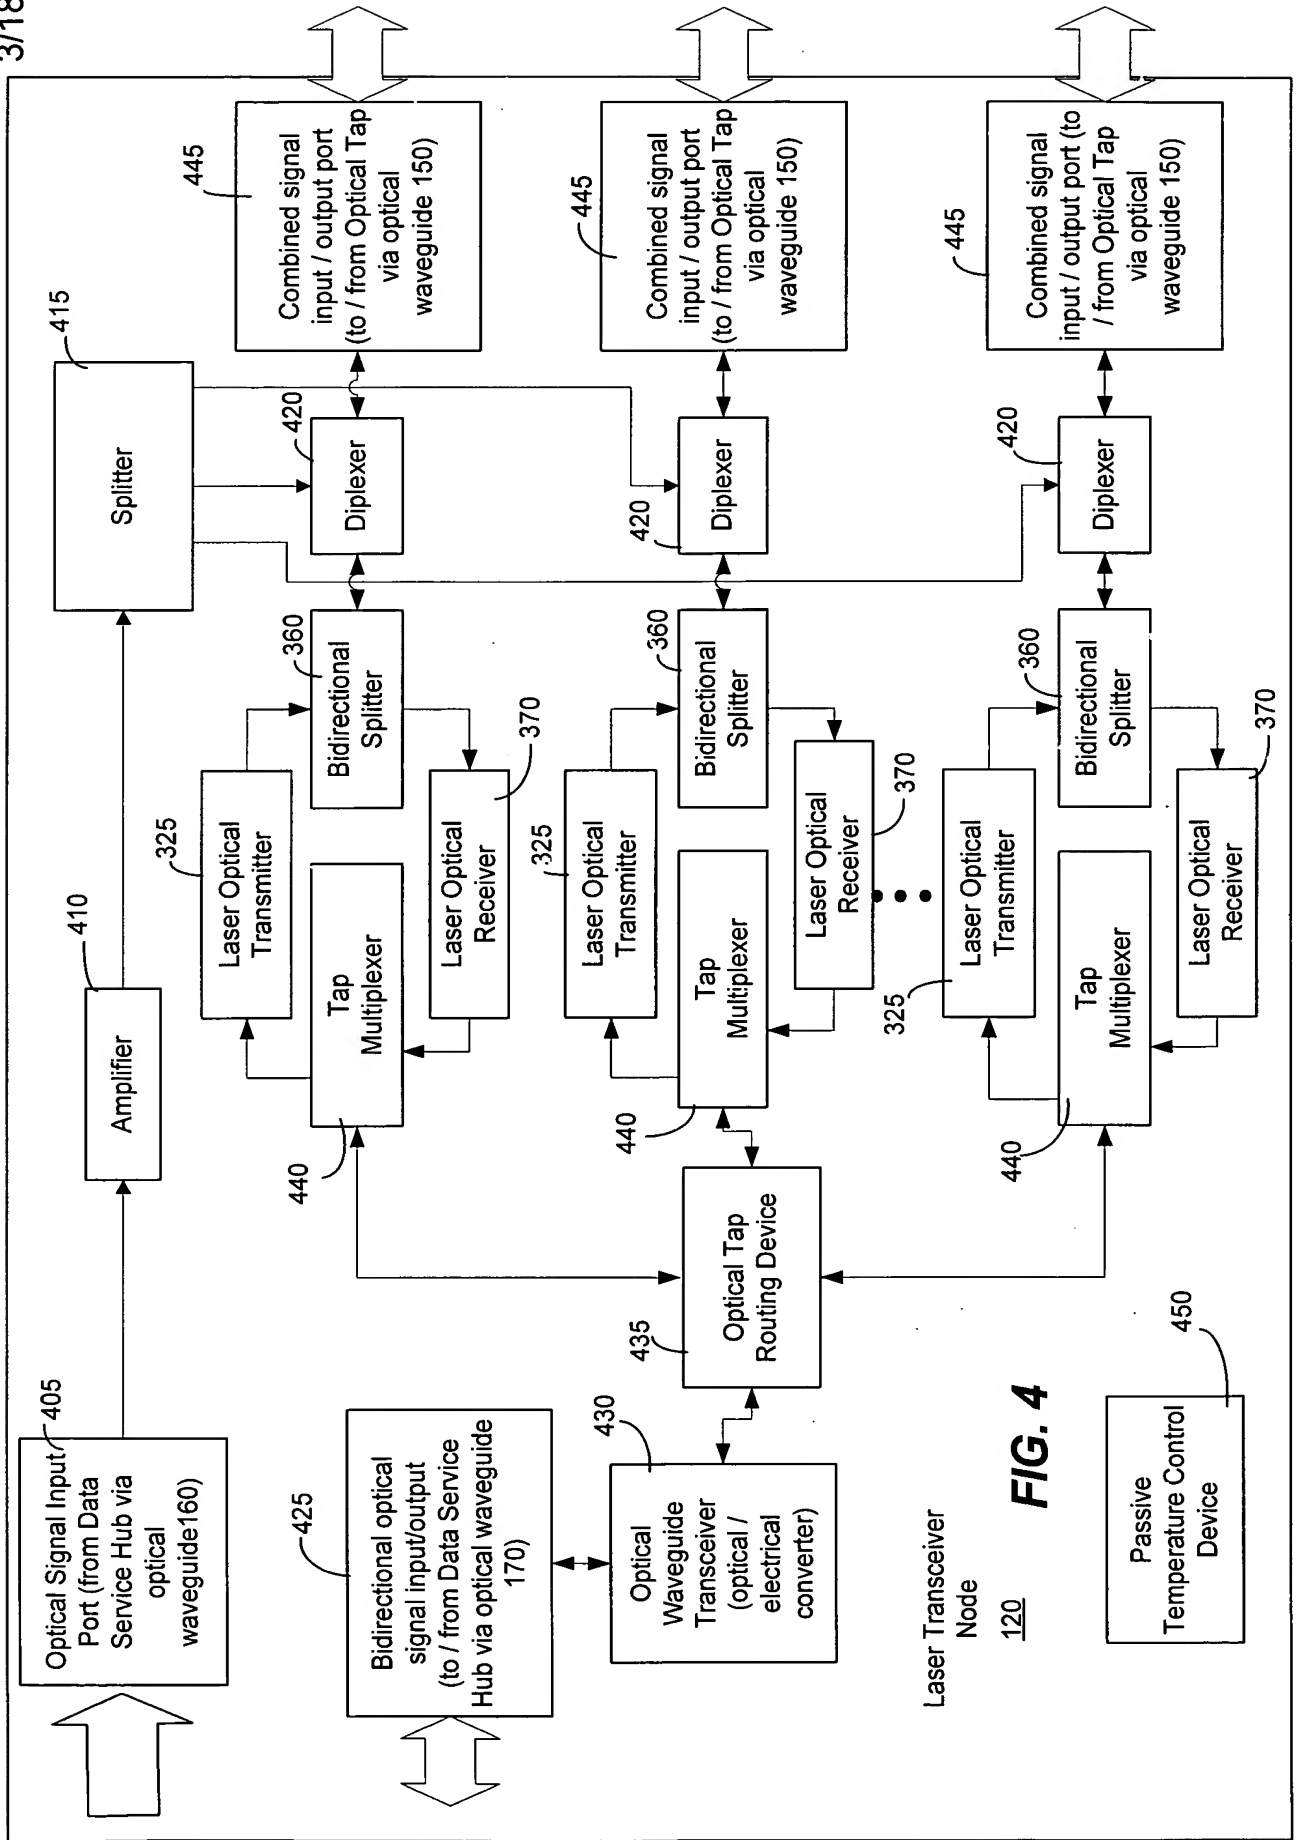 3/18
Optical Signal Input
Port (from Data
Service Hub via
optical
waveguide160)
405
Amplifier
410
Splitter
415
Laser Optical
Transmitter
325
Tap
Multiplexer
440
Laser Optical
Receiver
370
Bidirectional
Splitter
360
Diplexer
420
Combined signal
input / output port
(to / from Optical Tap
via optical
waveguide 150)
445
Bidirectional optical
signal input/output
(to / from Data Service
Hub via optical waveguide
170)
425
Optical
Waveguide
Transceiver
(optical /
electrical
converter)
430
Optical Tap
Routing Device
435
Laser Optical
Transmitter
325
Tap
Multiplexer
440
Laser Optical
Receiver
370
Bidirectional
Splitter
360
Diplexer
420
Combined signal
input / output port
(to / from Optical Tap
via optical
waveguide 150)
445
Laser Optical
Transmitter
325
Tap
Multiplexer
440
Laser Optical
Receiver
370
Bidirectional
Splitter
360
Diplexer
420
Combined signal
input / output port (to
/ from Optical Tap
via optical
waveguide 150)
445
Laser Transceiver
Node
120
FIG. 4
Passive
Temperature Control
Device
450